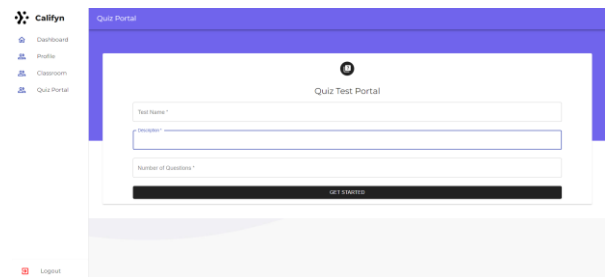 Califyn
Quiz Portal
Dashboard
Profile
Classroom
Quiz Portal
Quiz Test Portal
Test Name *
Description *
Number of Questions *
GET STARTED
Logout